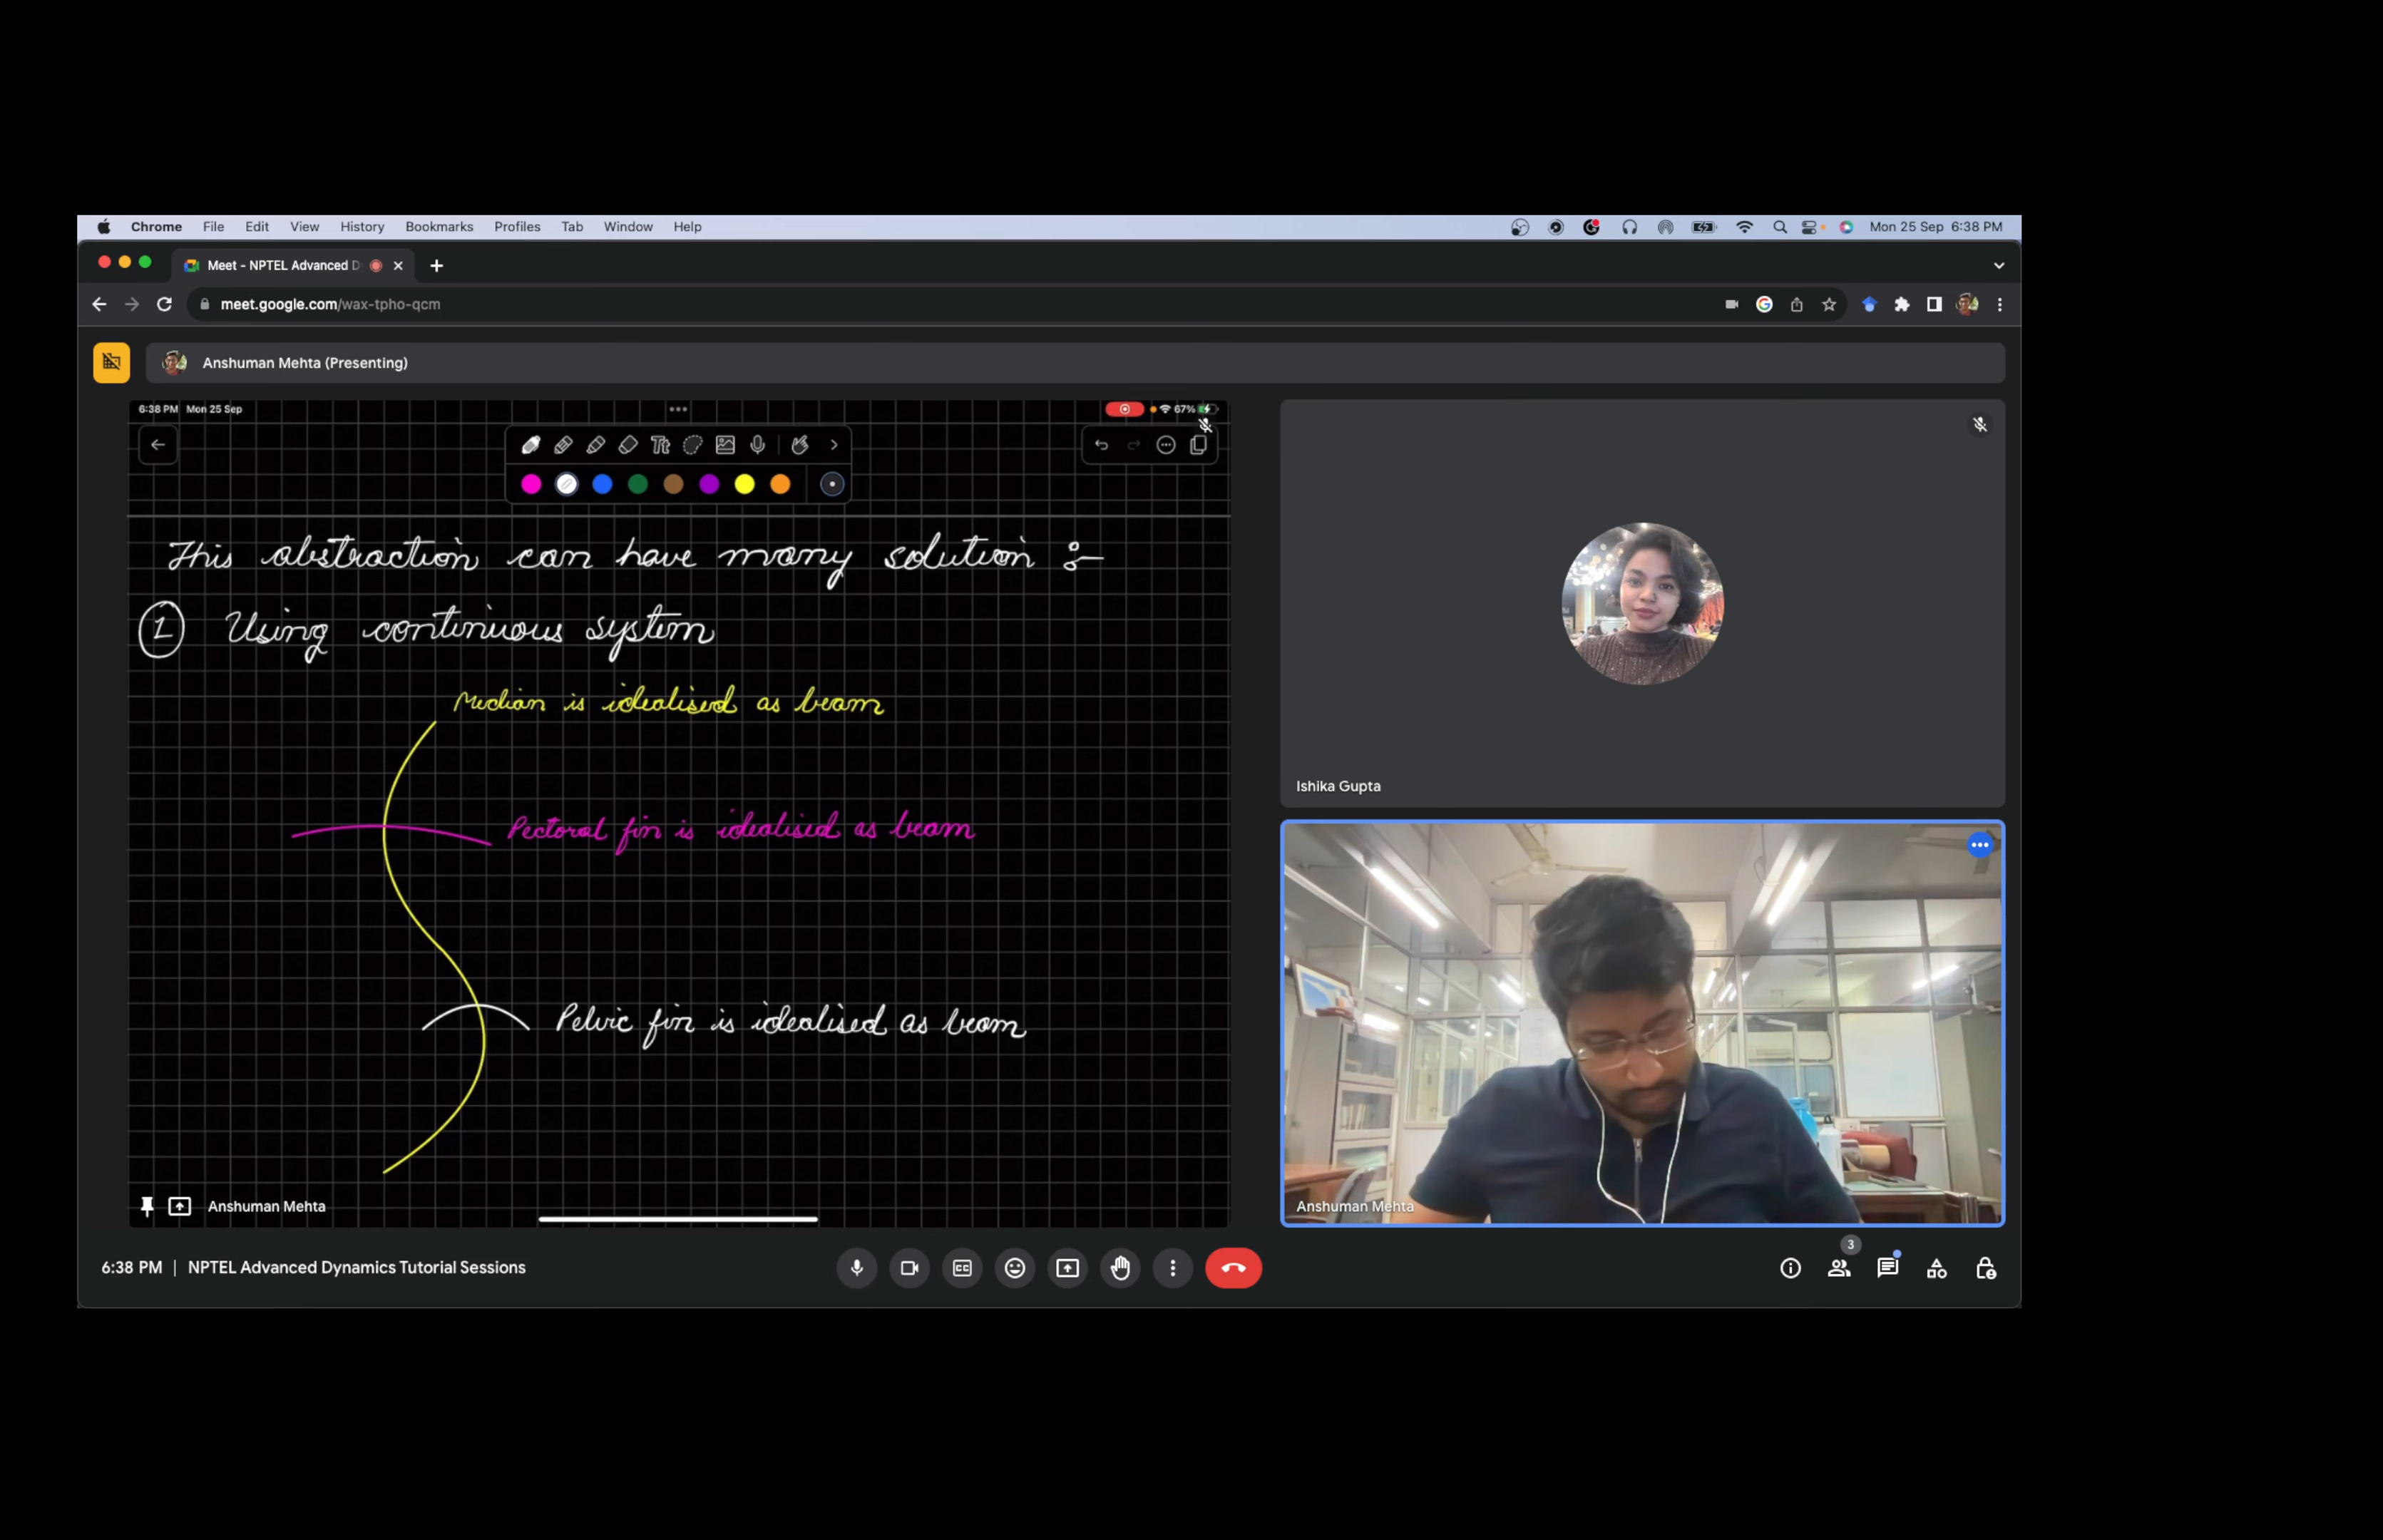 Chrome File Edit View History Bookmarks Profiles Tab Window Help Mon 25 Sep 6:38 PM
Meet - NPTEL Advanced D
meet.google.com/wax-tpho-qcm
Anshuman Mehta (Presenting)
6:38 PM Mon 25 Sep 67%
This abstraction can have many solution :-
1 Using continuous system
Median is idealised as beam
Pectoral fin is idealised as beam
Pelvic fin is idealised as beam
Anshuman Mehta
Ishika Gupta
Anshuman Mehta
6:38 PM | NPTEL Advanced Dynamics Tutorial Sessions
3